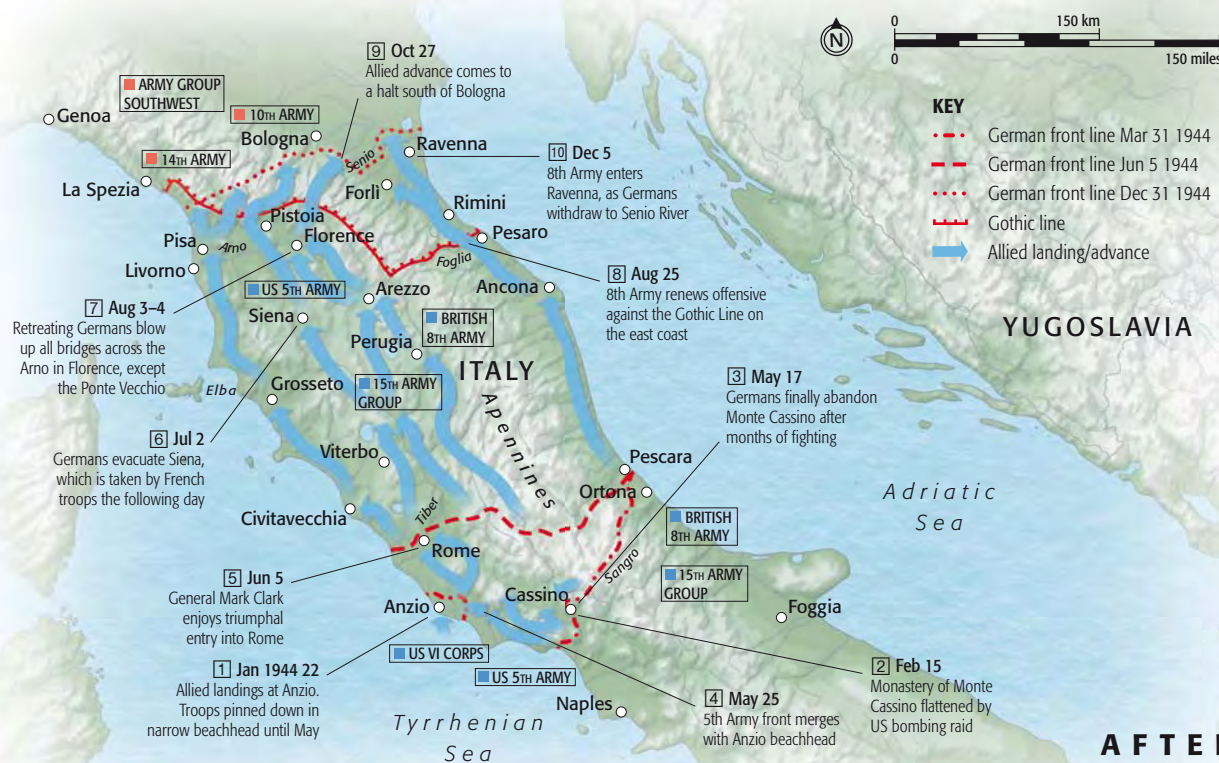 9 Oct 27
Allied advance comes to
a halt south of Bologna
N
0 150 km
0 150 miles
KEY
German front line Mar 31 1944
German front line Jun 5 1944
German front line Dec 31 1944
Gothic line
Allied landing/advance
ARMY GROUP
SOUTHWEST
Genoa
10TH ARMY
Bologna
14TH ARMY
La Spezia
Senio
Ravenna
Forlì
10 Dec 5
8th Army enters
Ravenna, as Germans
withdraw to Senio River
Rimini
Pistoia
Florence
Pisa
Arno
Livorno
Pesaro
Foglia
US 5TH ARMY
Arezzo
Ancona
8 Aug 25
8th Army renews offensive
against the Gothic Line on
the east coast
7 Aug 3–4
Retreating Germans blow
up all bridges across the
Arno in Florence, except
the Ponte Vecchio
Siena
BRITISH
8TH ARMY
Perugia
YUGOSLAVIA
ITALY
Elba
Grosseto
15TH ARMY
GROUP
Apennines
3 May 17
Germans finally abandon
Monte Cassino after
months of fighting
6 Jul 2
Germans evacuate Siena,
which is taken by French
troops the following day
Viterbo
Pescara
Ortona
Adriatic
Sea
Civitavecchia
Tiber
Rome
BRITISH
8TH ARMY
Sangro
15TH ARMY
GROUP
5 Jun 5
General Mark Clark
enjoys triumphal
entry into Rome
Anzio
Cassino
Foggia
US VI CORPS
US 5TH ARMY
1 Jan 1944 22
Allied landings at Anzio.
Troops pinned down in
narrow beachhead until May
2 Feb 15
Monastery of Monte
Cassino flattened by
US bombing raid
4 May 25
5th Army front merges
with Anzio beachhead
Naples
Tyrrhenian
Sea